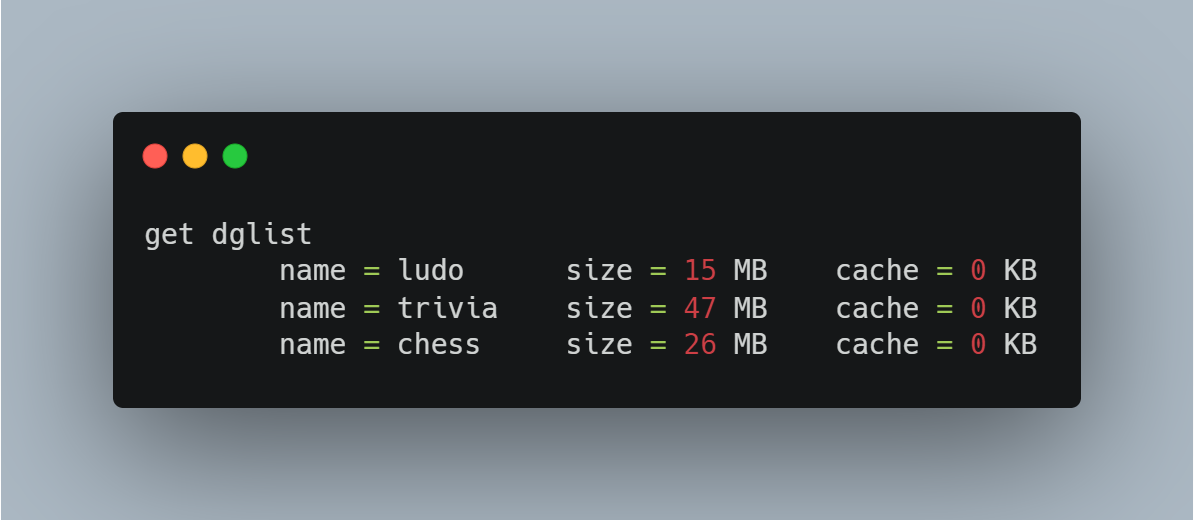 get dglist
        name = ludo      size = 15 MB    cache = 0 KB
        name = trivia    size = 47 MB    cache = 0 KB
        name = chess     size = 26 MB    cache = 0 KB